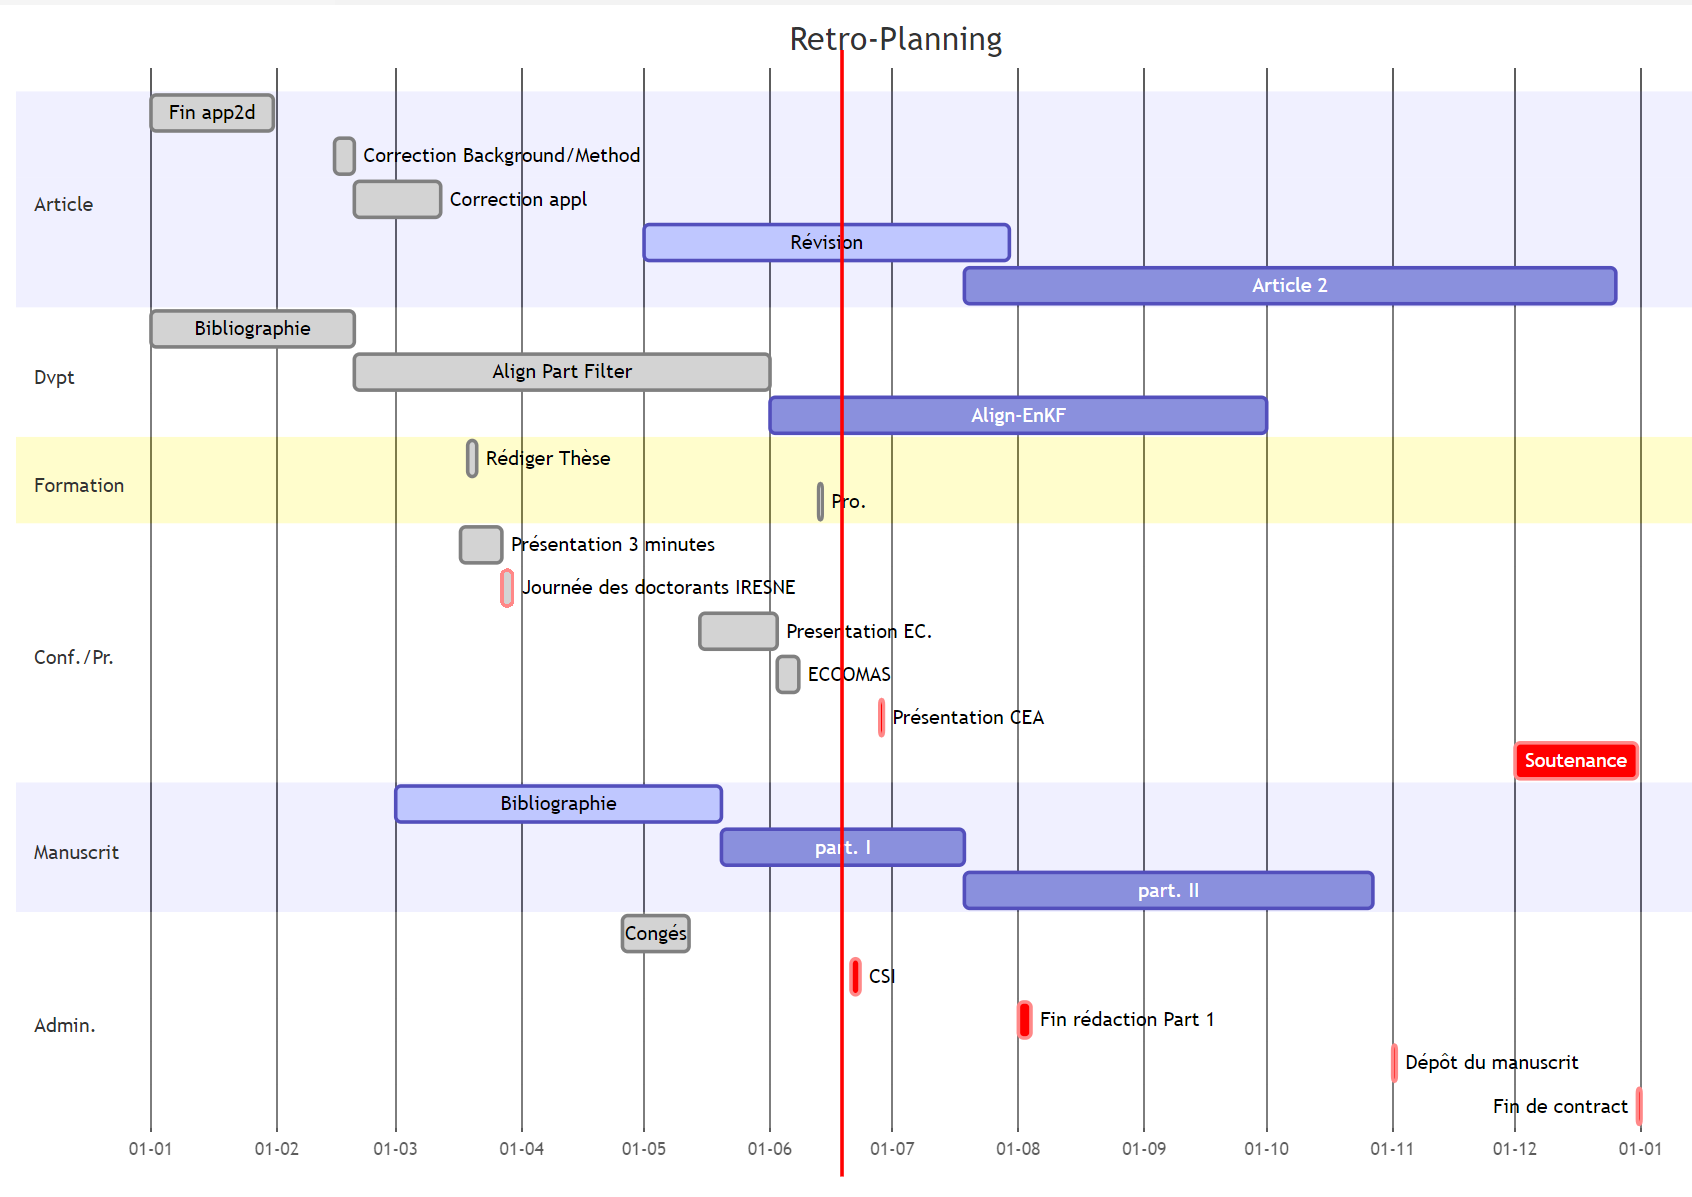 Retro-Planning
Fin app2d
Correction Background/Method
Article
Correction appl
Révision
Article 2
Bibliographie
Dvpt
Align Part Filter
Align-EnKF
Rédiger Thèse
Formation
Pro.
Présentation 3 minutes
Journée des doctorants IRESNE
Presentation EC.
Conf./Pr.
ECCOMAS
Présentation CEA
Soutenance
Bibliographie
Manuscrit
part. I
part. II
Congés
CSI
Admin.
Fin rédaction Part 1
Dépôt du manuscrit
Fin de contract
01-01 01-02 01-03 01-04 01-05 01-06 01-07 01-08 01-09 01-10 01-11 01-12 01-01